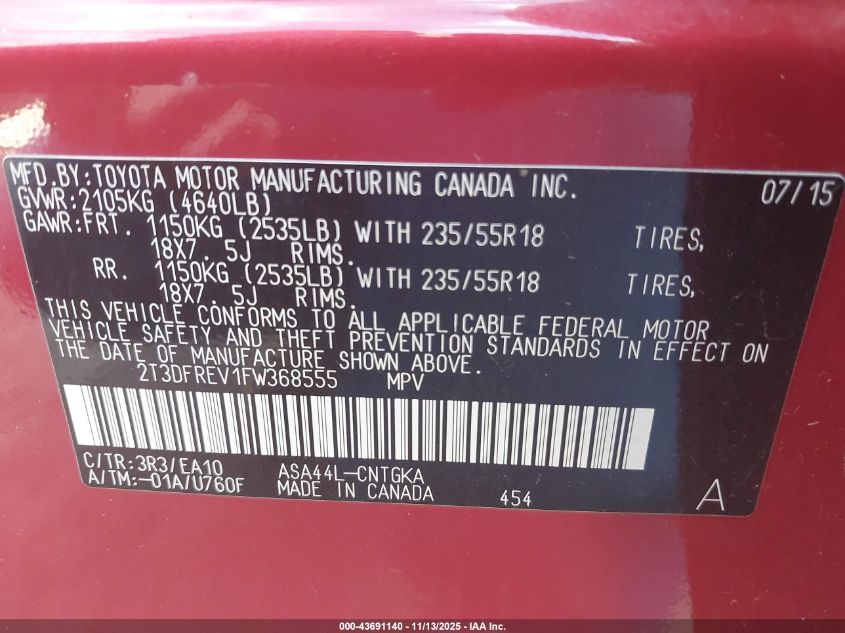 MFD.BY:TOYOTA MOTOR MANUFACTURING CANADA INC. 07/15
GVWR:2105KG (4640LB)
GAWR:FRT. 1150KG (2535LB) WITH 235/55R18 TIRES,
18X7.5J RIMS.
RR. 1150KG (2535LB) WITH 235/55R18 TIRES,
18X7.5J RIMS.
THIS VEHICLE CONFORMS TO ALL APPLICABLE FEDERAL MOTOR
VEHICLE SAFETY AND THEFT PREVENTION STANDARDS IN EFFECT ON
THE DATE OF MANUFACTURE SHOWN ABOVE.
2T3DFREV1FW368555 MPV
C/TR:3R3/EA10 ASA44L-CNTGKA
A/TM:-01A/U760F MADE IN CANADA 454 A
000-43691140 - 11/13/2025 - IAA Inc.